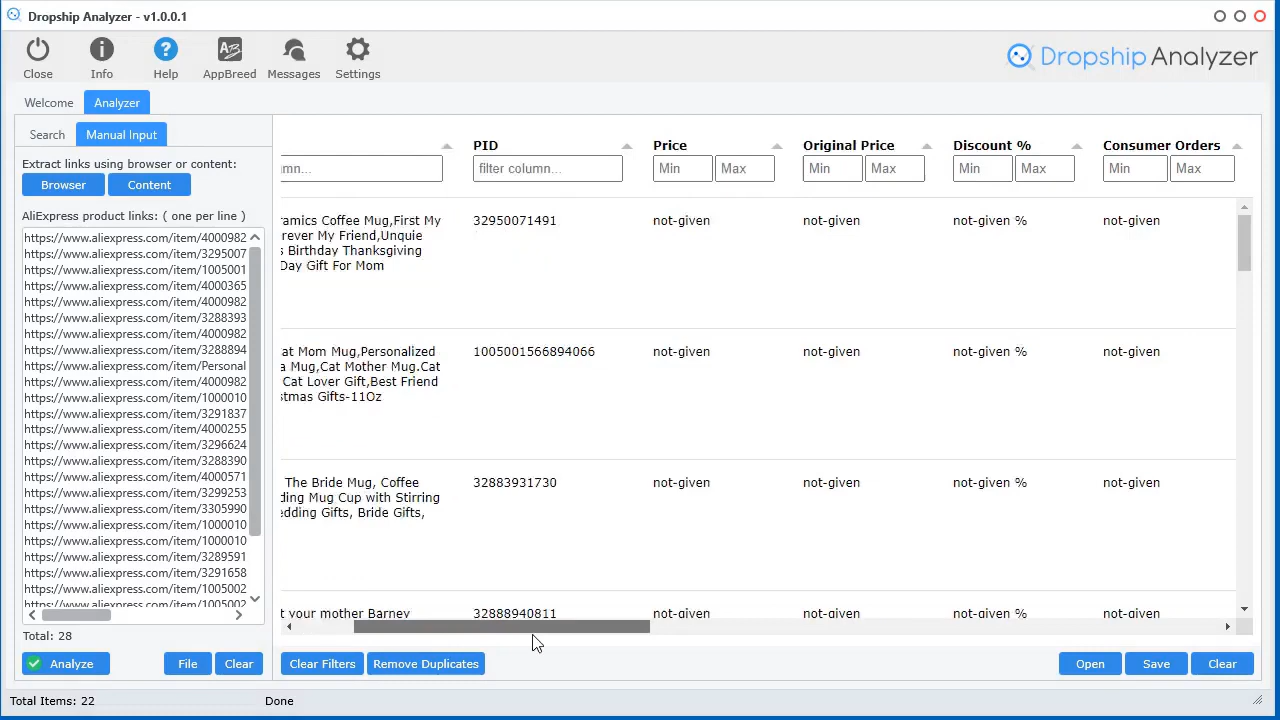 Dropship Analyzer - v1.0.0.1
Close
Info
Help
AppBreed
Messages
Settings
Dropship Analyzer
Welcome
Analyzer
Search
Manual Input
Extract links using browser or content:
Browser
Content
AliExpress product links: ( one per line )
https://www.aliexpress.com/item/4000982
https://www.aliexpress.com/item/3295007
https://www.aliexpress.com/item/1005001
https://www.aliexpress.com/item/4000365
https://www.aliexpress.com/item/4000982
https://www.aliexpress.com/item/3288393
https://www.aliexpress.com/item/4000982
https://www.aliexpress.com/item/3288894
https://www.aliexpress.com/item/Personal
https://www.aliexpress.com/item/4000982
https://www.aliexpress.com/item/1000010
https://www.aliexpress.com/item/3291837
https://www.aliexpress.com/item/4000255
https://www.aliexpress.com/item/3296624
https://www.aliexpress.com/item/3288390
https://www.aliexpress.com/item/4000571
https://www.aliexpress.com/item/3299253
https://www.aliexpress.com/item/3305990
https://www.aliexpress.com/item/1000010
https://www.aliexpress.com/item/1000010
https://www.aliexpress.com/item/3289591
https://www.aliexpress.com/item/3291658
https://www.aliexpress.com/item/1005002
https://www.aliexpress.com/item/1005002
Total: 28
Analyze
File
Clear
PID
Price
Original Price
Discount %
Consumer Orders
mn...
filter column...
Min
Max
Min
Max
Min
Max
Min
Max
ramics Coffee Mug,First My
rever My Friend,Unquie
s Birthday Thanksgiving
Day Gift For Mom
32950071491
not-given
not-given
not-given %
not-given
at Mom Mug,Personalized
a Mug,Cat Mother Mug.Cat
Cat Lover Gift,Best Friend
stmas Gifts-11Oz
1005001566894066
not-given
not-given
not-given %
not-given
The Bride Mug, Coffee
ding Mug Cup with Stirring
edding Gifts, Bride Gifts,
32883931730
not-given
not-given
not-given %
not-given
t your mother Barney
32888940811
not-given
not-given
not-given %
not-given
Clear Filters
Remove Duplicates
Open
Save
Clear
Total Items: 22
Done